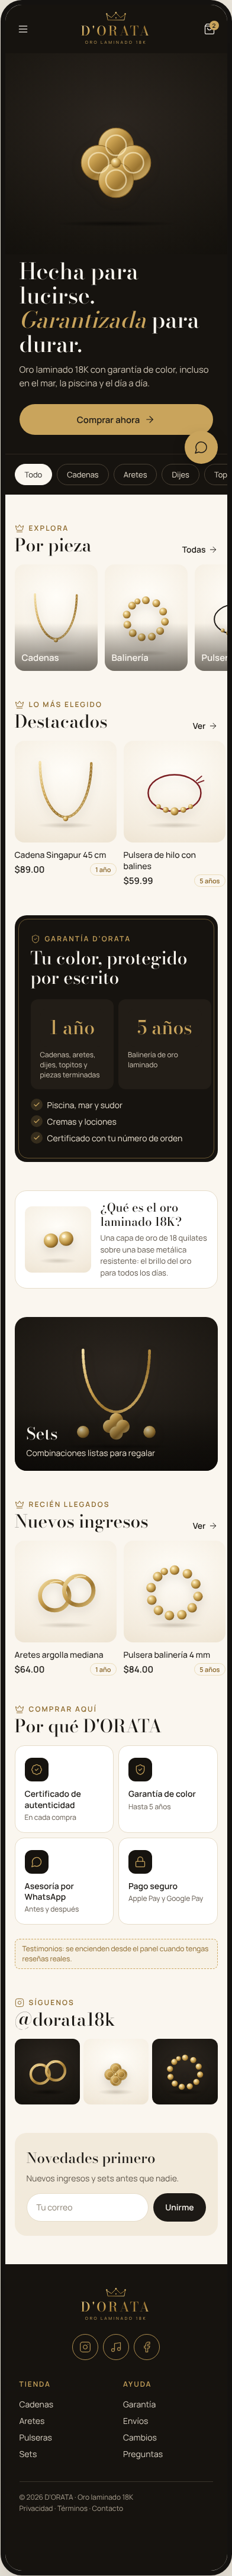 2
D'ORATA
ORO LAMINADO 18K
Hecha para
lucirse.
Garantizada para
durar.
Oro laminado 18K con garantía de color, incluso
en el mar, la piscina y el día a día.
Comprar ahora
Todo
Cadenas
Aretes
Dijes
Top
EXPLORA
Por pieza
Todas
Cadenas
Balinería
Pulser
LO MÁS ELEGIDO
Destacados
Ver
Cadena Singapur 45 cm
$89.00
1 año
Pulsera de hilo con
balines
$59.99
5 años
GARANTÍA D'ORATA
Tu color, protegido
por escrito
1 año
Cadenas, aretes,
dijes, topitos y
piezas terminadas
5 años
Balinería de oro
laminado
Piscina, mar y sudor
Cremas y lociones
Certificado con tu número de orden
¿Qué es el oro
laminado 18K?
Una capa de oro de 18 quilates
sobre una base metálica
resistente: el brillo del oro
para todos los días.
Sets
Combinaciones listas para regalar
RECIÉN LLEGADOS
Nuevos ingresos
Ver
Aretes argolla mediana
$64.00
1 año
Pulsera balinería 4 mm
$84.00
5 años
COMPRAR AQUÍ
Por qué D'ORATA
Certificado de
autenticidad
En cada compra
Garantía de color
Hasta 5 años
Asesoría por
WhatsApp
Antes y después
Pago seguro
Apple Pay y Google Pay
Testimonios: se encienden desde el panel cuando tengas
reseñas reales.
SÍGUENOS
@dorata18k
Novedades primero
Nuevos ingresos y sets antes que nadie.
Tu correo
Unirme
D'ORATA
ORO LAMINADO 18K
TIENDA
Cadenas
Aretes
Pulseras
Sets
AYUDA
Garantía
Envíos
Cambios
Preguntas
© 2026 D'ORATA · Oro laminado 18K
Privacidad · Términos · Contacto